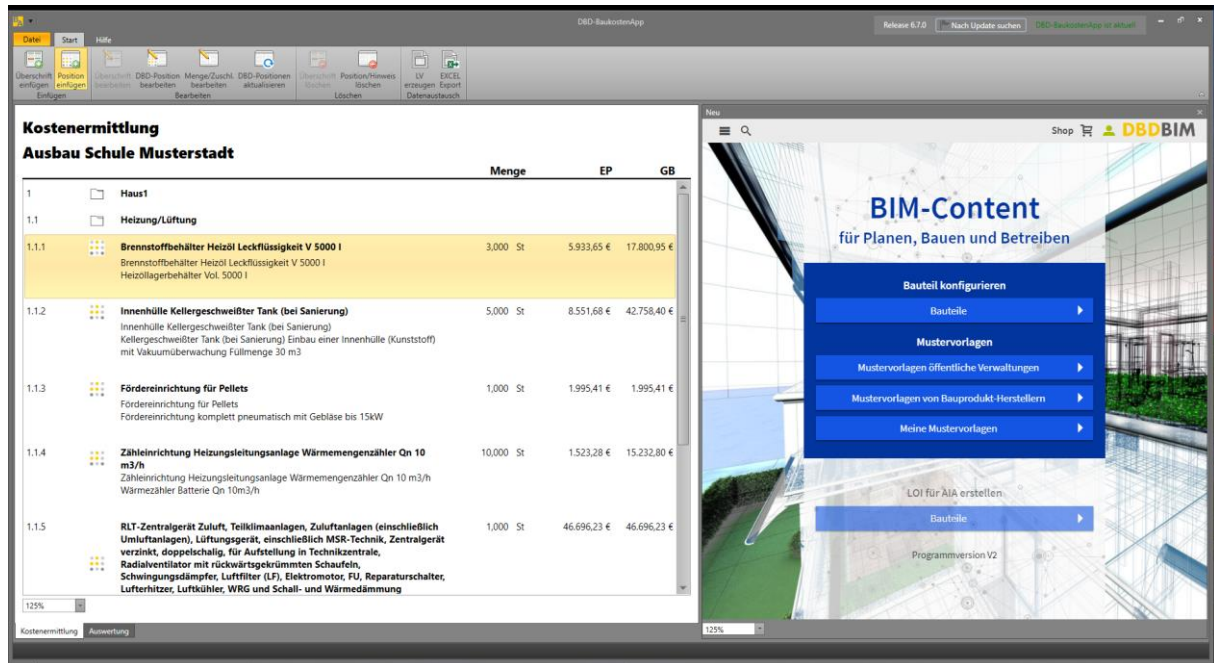 DBD-BaukostenApp
Release 6.7.0
Nach Update suchen
DBD-BaukostenApp ist aktuell
Datei Start Hilfe
Überschrift einfügen
Position einfügen
Überschrift bearbeiten
DBD-Position bearbeiten
Menge/Zuschl. bearbeiten
DBD-Positionen aktualisieren
Überschrift löschen
Position/Hinweis löschen
LV erzeugen
EXCEL Export
Einfügen Bearbeiten Löschen Datenaustausch
Kostenermittlung
Ausbau Schule Musterstadt
Menge EP GB
1 Haus1
1.1 Heizung/Lüftung
1.1.1 Brennstoffbehälter Heizöl Leckflüssigkeit V 5000 l 3,000 St 5.933,65 € 17.800,95 €
Brennstoffbehälter Heizöl Leckflüssigkeit V 5000 l
Heizöllagerbehälter Vol. 5000 l
1.1.2 Innenhülle Kellergeschweißter Tank (bei Sanierung) 5,000 St 8.551,68 € 42.758,40 €
Innenhülle Kellergeschweißter Tank (bei Sanierung)
Kellergeschweißter Tank (bei Sanierung) Einbau einer Innenhülle (Kunststoff)
mit Vakuumüberwachung Füllmenge 30 m3
1.1.3 Fördereinrichtung für Pellets 1,000 St 1.995,41 € 1.995,41 €
Fördereinrichtung für Pellets
Fördereinrichtung komplett pneumatisch mit Gebläse bis 15kW
1.1.4 Zähleinrichtung Heizungsleitungsanlage Wärmemengenzähler Qn 10 10,000 St 1.523,28 € 15.232,80 €
m3/h
Zähleinrichtung Heizungsleitungsanlage Wärmemengenzähler Qn 10 m3/h
Wärmezähler Batterie Qn 10m3/h
1.1.5 RLT-Zentralgerät Zuluft, Teilklimaanlagen, Zuluftanlagen (einschließlich 1,000 St 46.696,23 € 46.696,23 €
Umluftanlagen), Lüftungsgerät, einschließlich MSR-Technik, Zentralgerät
verzinkt, doppelschalig, für Aufstellung in Technikzentrale,
Radialventilator mit rückwärtsgekrümmten Schaufeln,
Schwingungsdämpfer, Luftfilter (LF), Elektromotor, FU, Reparaturschalter,
Lufterhitzer, Luftkühler, WRG und Schall- und Wärmedämmung
125%
Kostenermittlung Auswertung
Neu
Shop DBDBIM
BIM-Content
für Planen, Bauen und Betreiben
Bauteil konfigurieren
Bauteile
Mustervorlagen
Mustervorlagen öffentliche Verwaltungen
Mustervorlagen von Bauprodukt-Herstellern
Meine Mustervorlagen
LOI für AIA erstellen
Bauteile
Programmversion V2
125%